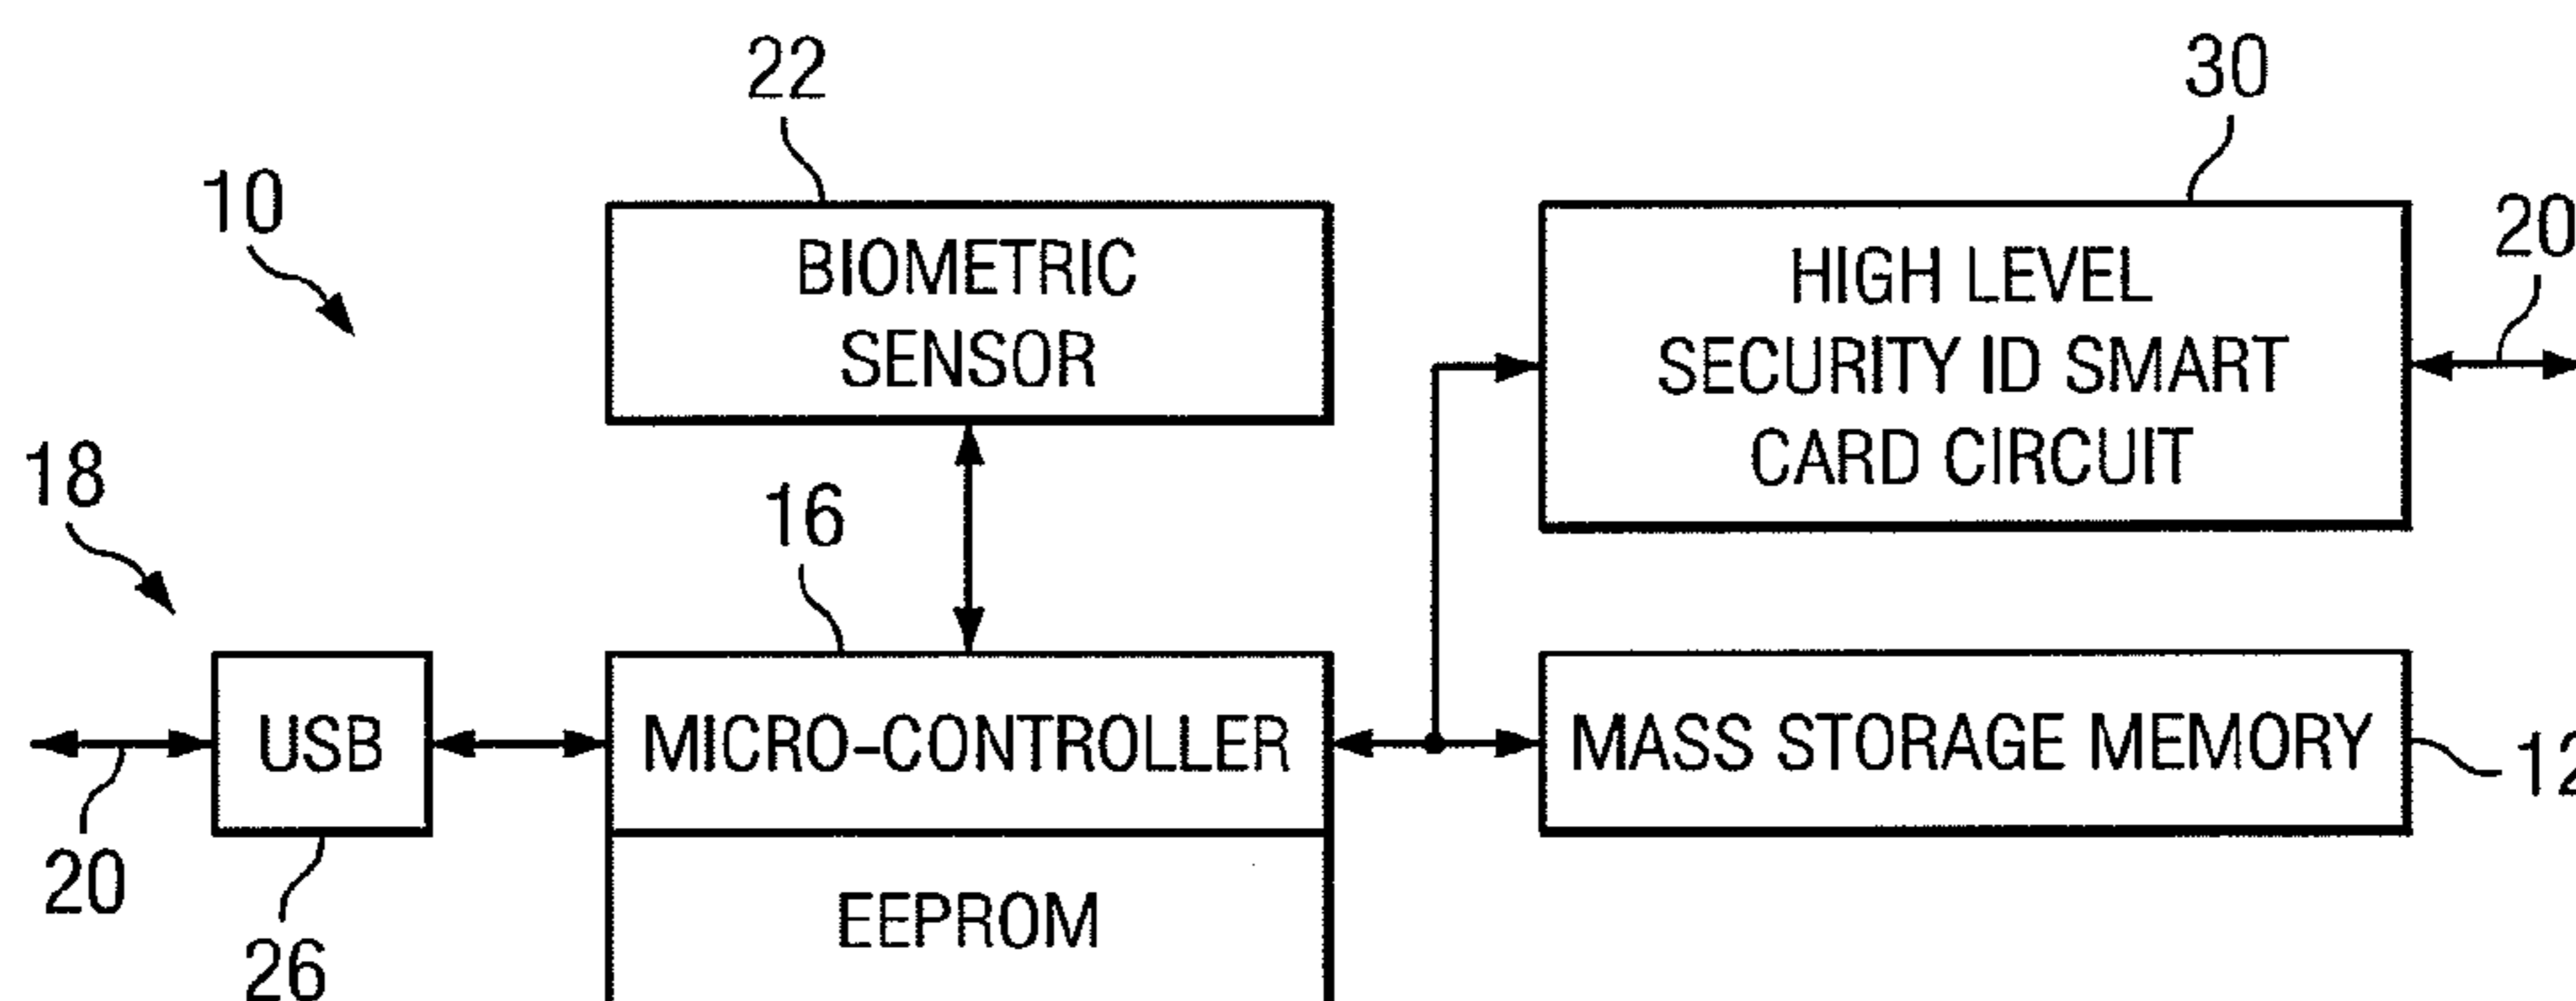 22
30
10
20
BIOMETRIC
SENSOR
HIGH LEVEL
SECURITY ID SMART
CARD CIRCUIT
18
16
USB
MICRO-CONTROLLER
MASS STORAGE MEMORY
12
20
26
EEPROM